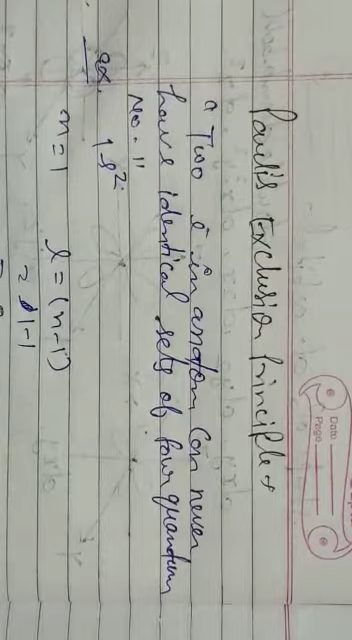 Date
Page
Pauli's Exclusion Principle →
" Two e⁻ in an atom can never
have identical sets of four quantum
No. "
ex. 1s²
n=1 l=(n-1)
= 1-1